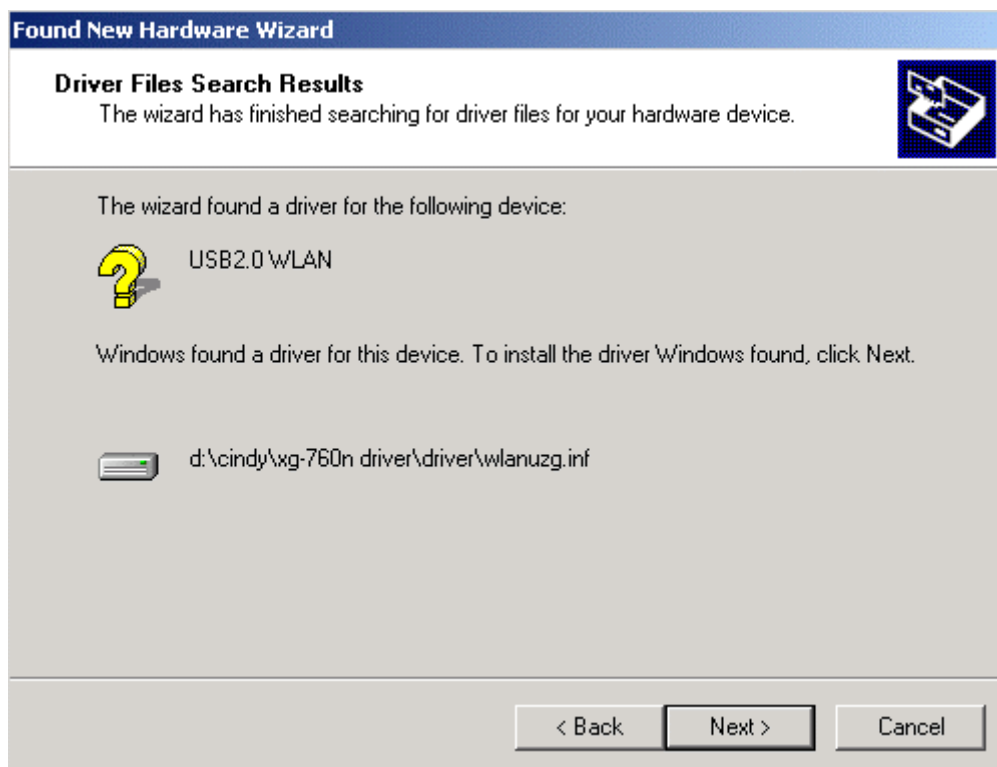 Found New Hardware Wizard
Driver Files Search Results
The wizard has finished searching for driver files for your hardware device.
The wizard found a driver for the following device:
USB2.0 WLAN
Windows found a driver for this device. To install the driver Windows found, click Next.
d:\cindy\xg-760n driver\driver\wlanuzg.inf
< Back Next > Cancel